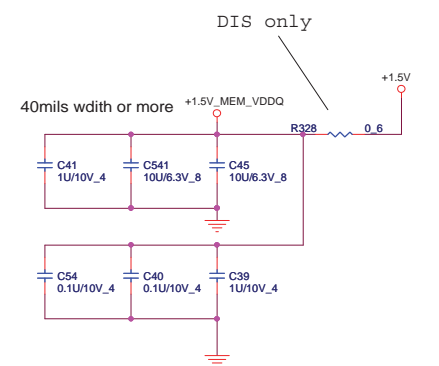 DIS only
+1.5V
40mils wdith or more
+1.5V_MEM_VDDQ
R328
0_6
C41
1U/10V_4
C541
10U/6.3V_8
C45
10U/6.3V_8
C54
0.1U/10V_4
C40
0.1U/10V_4
C39
1U/10V_4